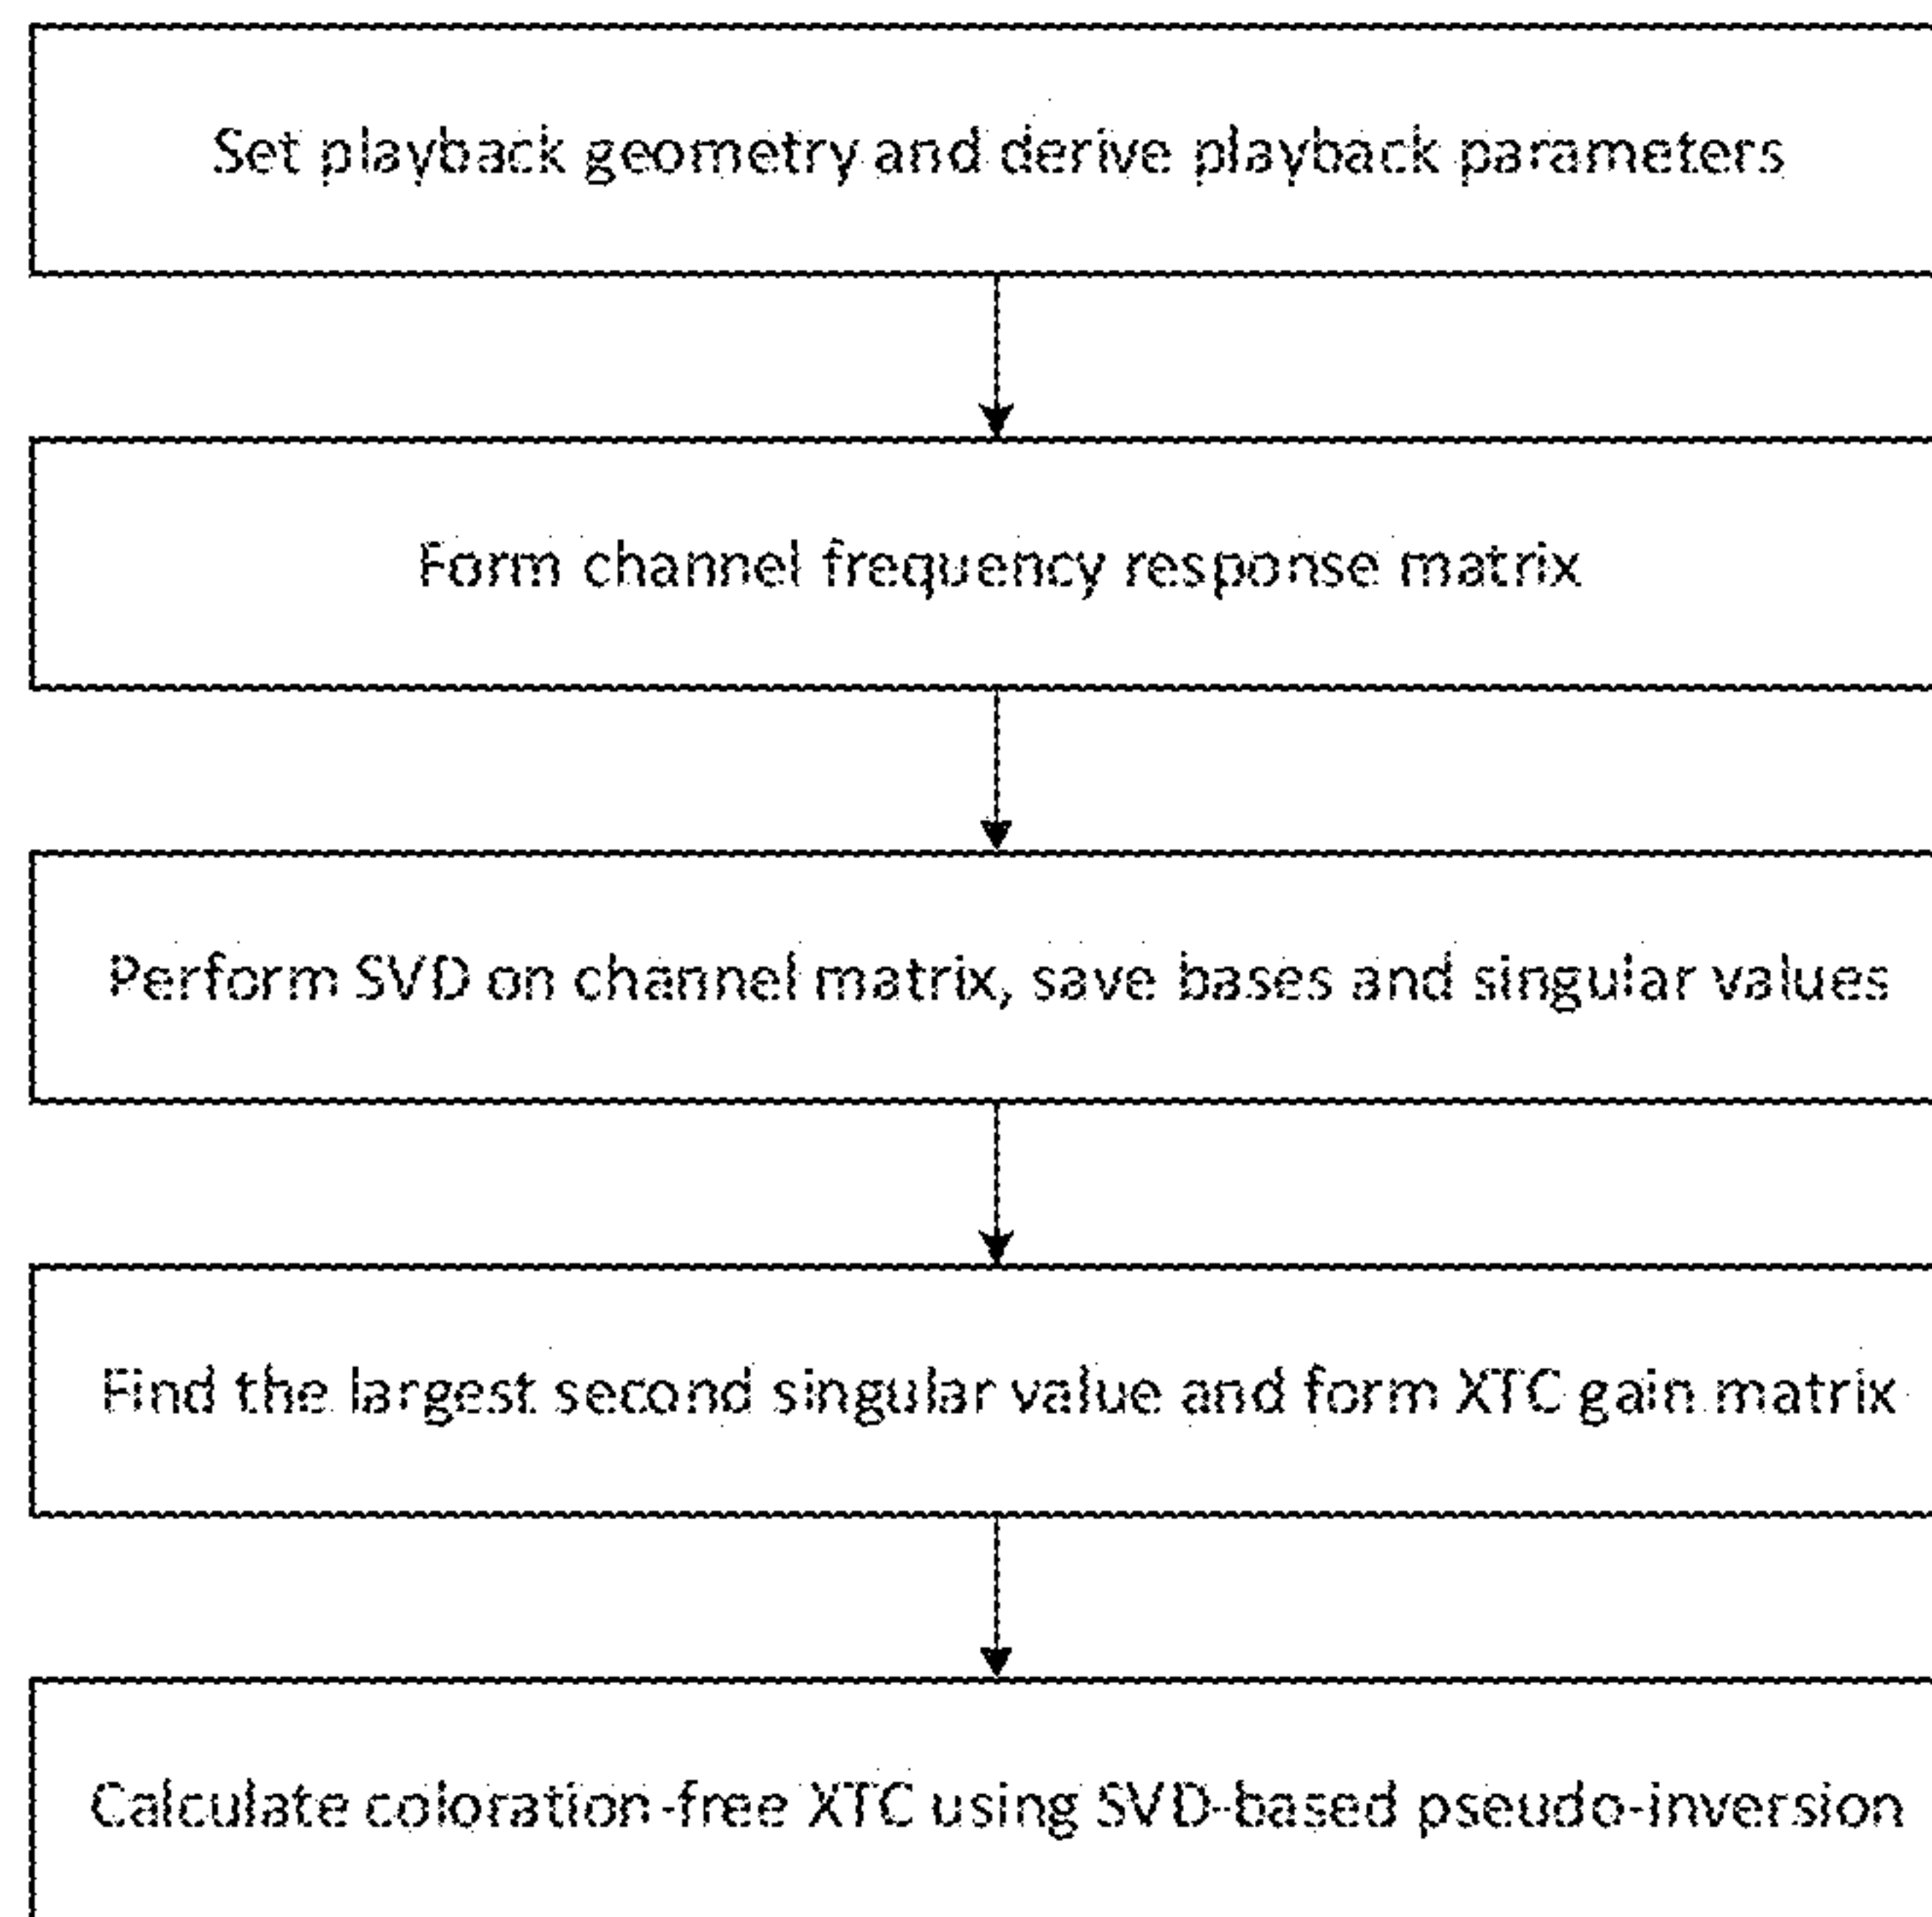 Set playback geometry and derive playback parameters
Form channel frequency response matrix
Perform SVD on channel matrix, save bases and singular values
Find the largest second singular value and form XTC gain matrix
Calculate coloration-free XTC using SVD-based pseudo-inversion